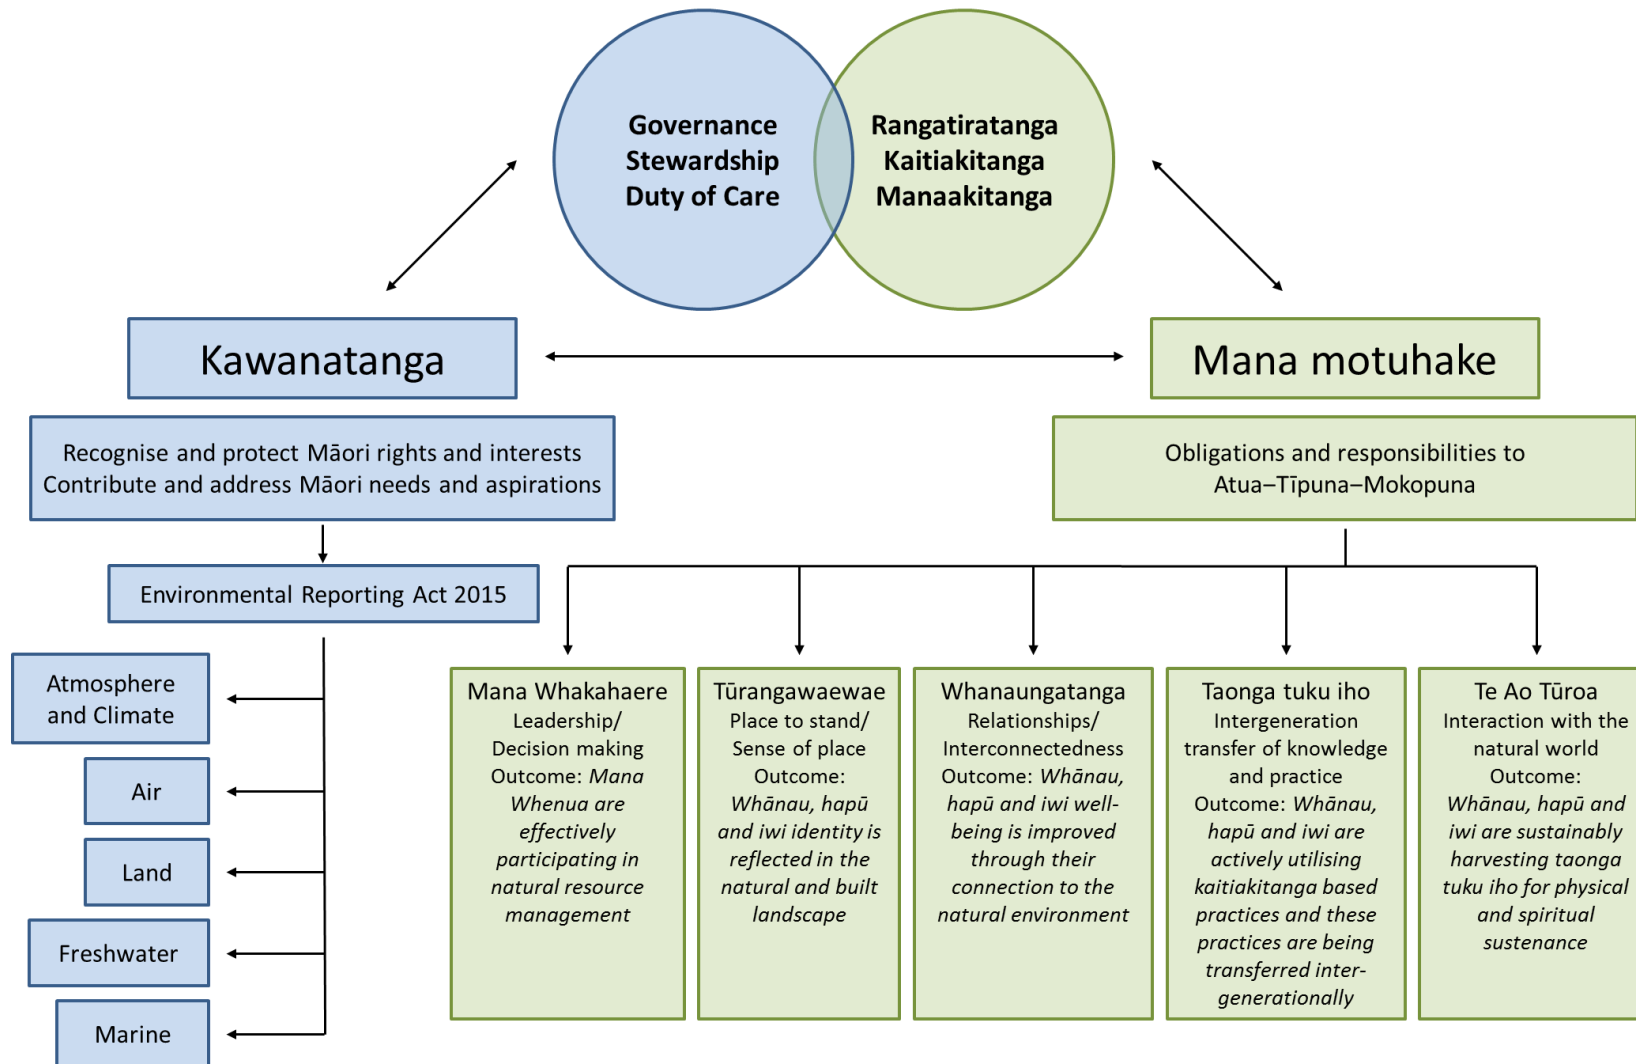 Governance
Stewardship
Duty of Care
Rangatiratanga
Kaitiakitanga
Manaakitanga
Kawanatanga
Mana motuhake
Recognise and protect Māori rights and interests
Contribute and address Māori needs and aspirations
Obligations and responsibilities to
Atua–Tīpuna–Mokopuna
Environmental Reporting Act 2015
Atmosphere
and Climate
Air
Land
Freshwater
Marine
Mana Whakahaere
Leadership/
Decision making
Outcome: Mana
Whenua are
effectively
participating in
natural resource
management
Tūrangawaewae
Place to stand/
Sense of place
Outcome:
Whānau, hapū
and iwi identity is
reflected in the
natural and built
landscape
Whanaungatanga
Relationships/
Interconnectedness
Outcome: Whānau,
hapū and iwi well-
being is improved
through their
connection to the
natural environment
Taonga tuku iho
Intergeneration
transfer of knowledge
and practice
Outcome: Whānau,
hapū and iwi are
actively utilising
kaitiakitanga based
practices and these
practices are being
transferred inter-
generationally
Te Ao Tūroa
Interaction with the
natural world
Outcome:
Whānau, hapū and
iwi are sustainably
harvesting taonga
tuku iho for physical
and spiritual
sustenance